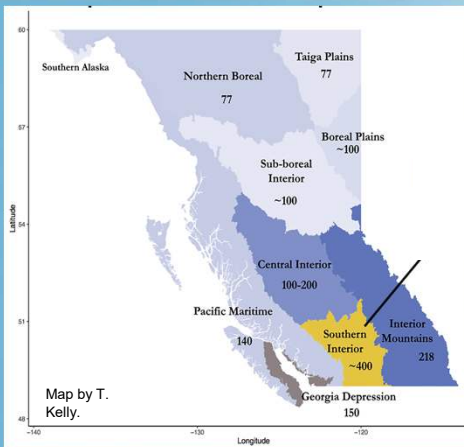 60
57
54
51
48
-140
-130
-120
Latitude
Longitude
Southern Alaska
Northern Boreal
77
Taiga Plains
77
Boreal Plains
~100
Sub-boreal
Interior
~100
Central Interior
100-200
Pacific Maritime
140
Southern
Interior
~400
Interior
Mountains
218
Georgia Depression
150
Map by T.
Kelly.